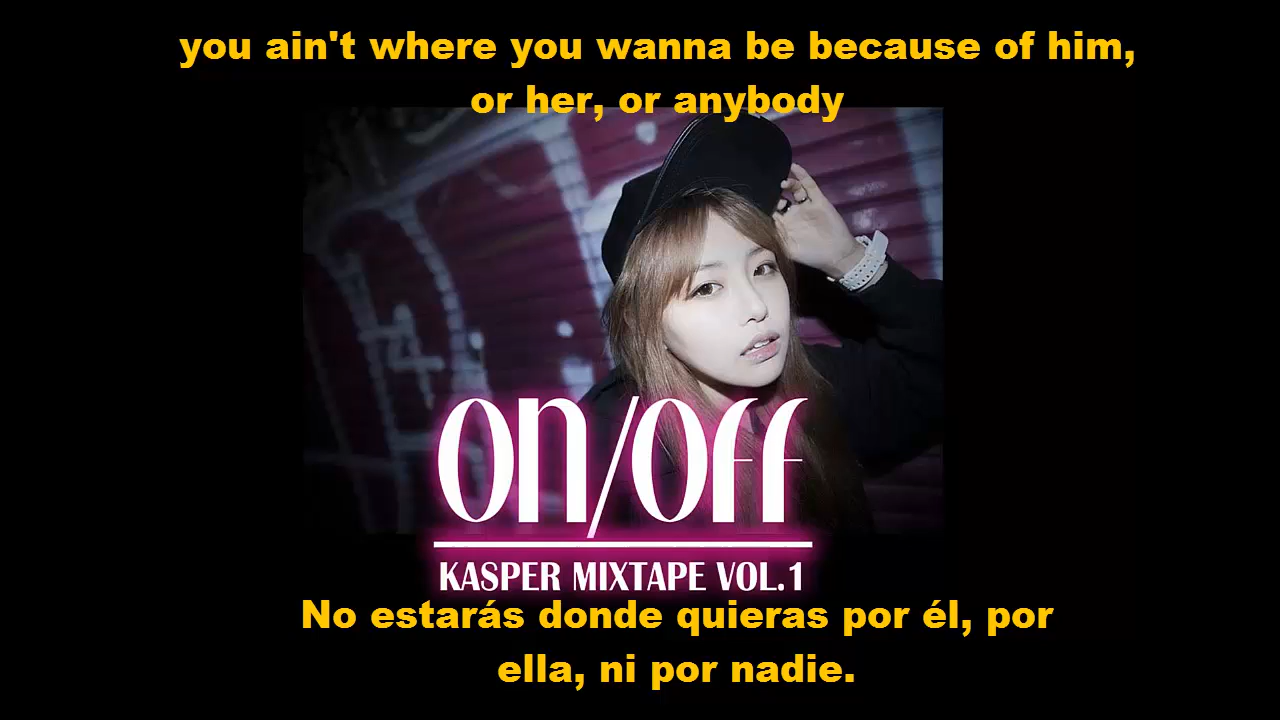 you ain't where you wanna be because of him,
or her, or anybody
on/off
KASPER MIXTAPE VOL.1
No estarás donde quieras por él, por
ella, ni por nadie.